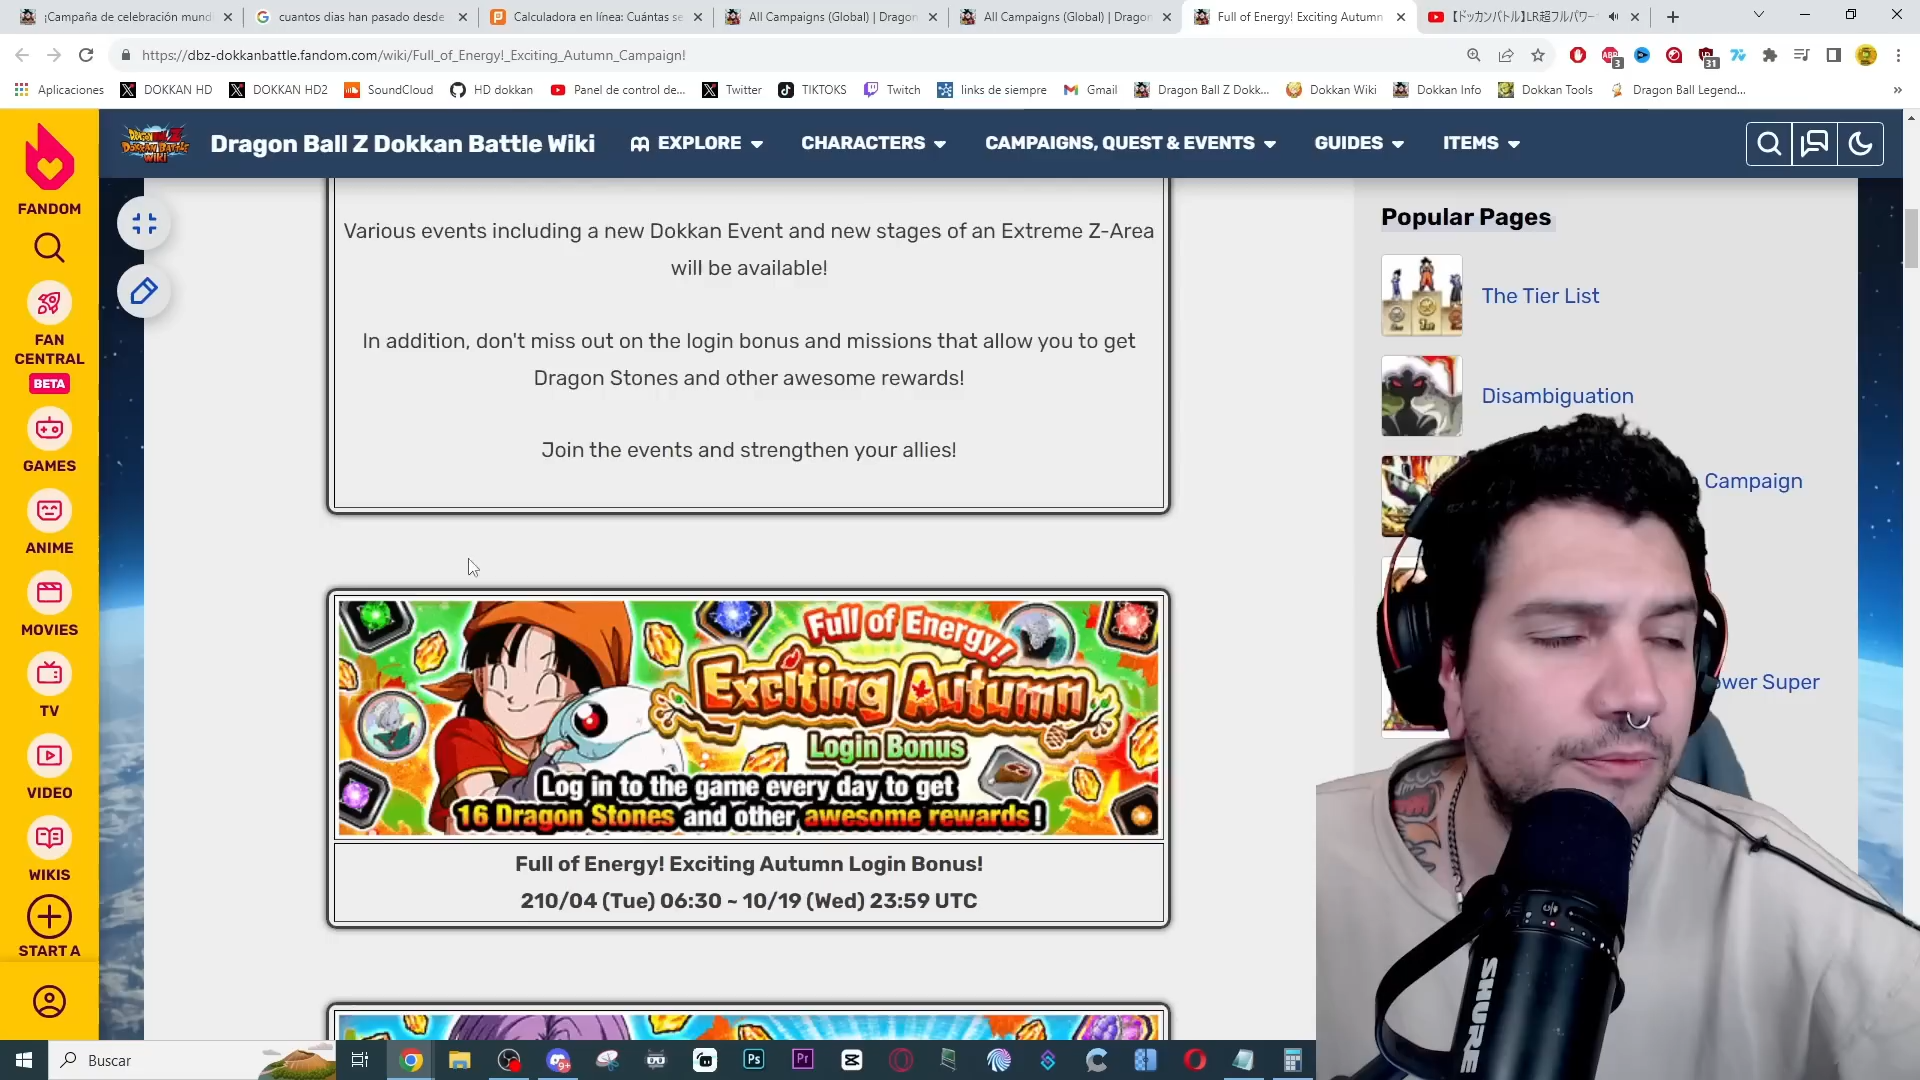 ¡Campaña de celebración mund
cuantos dias han pasado desde
Calculadora en línea: Cuántas se
All Campaigns (Global) | Dragon
All Campaigns (Global) | Dragon
Full of Energy! Exciting Autumn
【ドッカンバトル】LR超フルパワー
https://dbz-dokkanbattle.fandom.com/wiki/Full_of_Energy!_Exciting_Autumn_Campaign!
3
31
Aplicaciones
DOKKAN HD
DOKKAN HD2
SoundCloud
HD dokkan
Panel de control de...
Twitter
TIKTOKS
Twitch
links de siempre
Gmail
Dragon Ball Z Dokk...
Dokkan Wiki
Dokkan Info
Dokkan Tools
Dragon Ball Legend...
Dragon Ball Z Dokkan Battle Wiki
EXPLORE
CHARACTERS
CAMPAIGNS, QUEST & EVENTS
GUIDES
ITEMS
FANDOM
FAN CENTRAL
BETA
GAMES
ANIME
MOVIES
TV
VIDEO
WIKIS
START A
Various events including a new Dokkan Event and new stages of an Extreme Z-Area
will be available!
In addition, don't miss out on the login bonus and missions that allow you to get
Dragon Stones and other awesome rewards!
Join the events and strengthen your allies!
Full of Energy!
Exciting Autumn
Login Bonus
Log in to the game every day to get
16 Dragon Stones and other awesome rewards!
Full of Energy! Exciting Autumn Login Bonus!
210/04 (Tue) 06:30 ~ 10/19 (Wed) 23:59 UTC
Popular Pages
The Tier List
Disambiguation
Campaign
ower Super
SHURE
Buscar
9+
Ps
Pr